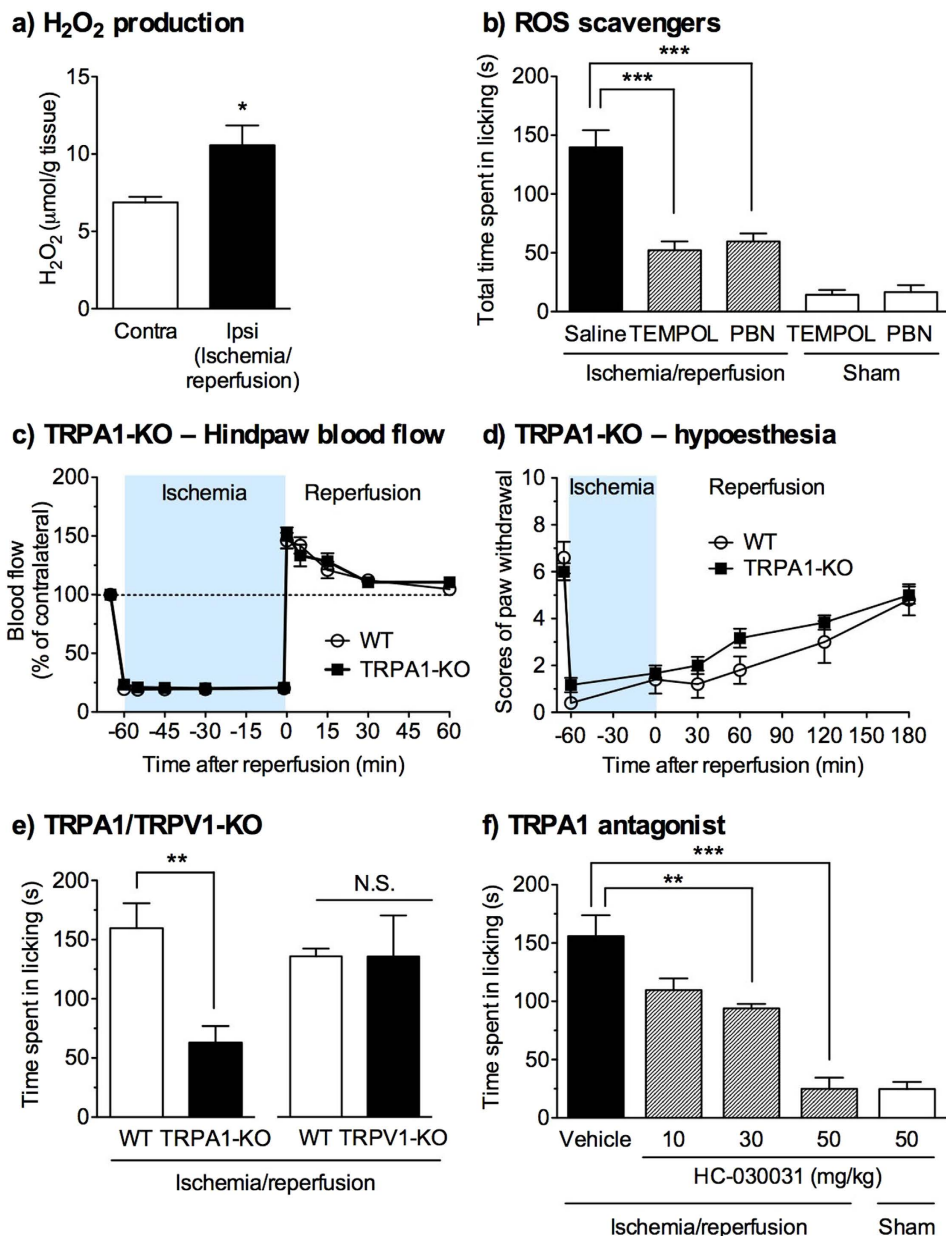 a) H₂O₂ production
*
15
10
5
0
H₂O₂ (μmol/g tissue)
Contra
Ipsi
(Ischemia/
reperfusion)
b) ROS scavengers
***
***
200
150
100
50
0
Total time spent in licking (s)
Saline TEMPOL PBN TEMPOL PBN
Ischemia/reperfusion Sham
c) TRPA1-KO – Hindpaw blood flow
200
150
100
50
0
Blood flow
(% of contralateral)
Ischemia Reperfusion
WT
TRPA1-KO
-60 -45 -30 -15 0 15 30 45 60
Time after reperfusion (min)
d) TRPA1-KO – hypoesthesia
10
8
6
4
2
0
Scores of paw withdrawal
Ischemia Reperfusion
WT
TRPA1-KO
-60 -30 0 30 60 90 120 150 180
Time after reperfusion (min)
e) TRPA1/TRPV1-KO
** N.S.
200
150
100
50
0
Time spent in licking (s)
WT TRPA1-KO WT TRPV1-KO
Ischemia/reperfusion
f) TRPA1 antagonist
***
**
200
150
100
50
0
Time spent in licking (s)
Vehicle 10 30 50 50
HC-030031 (mg/kg)
Ischemia/reperfusion Sham